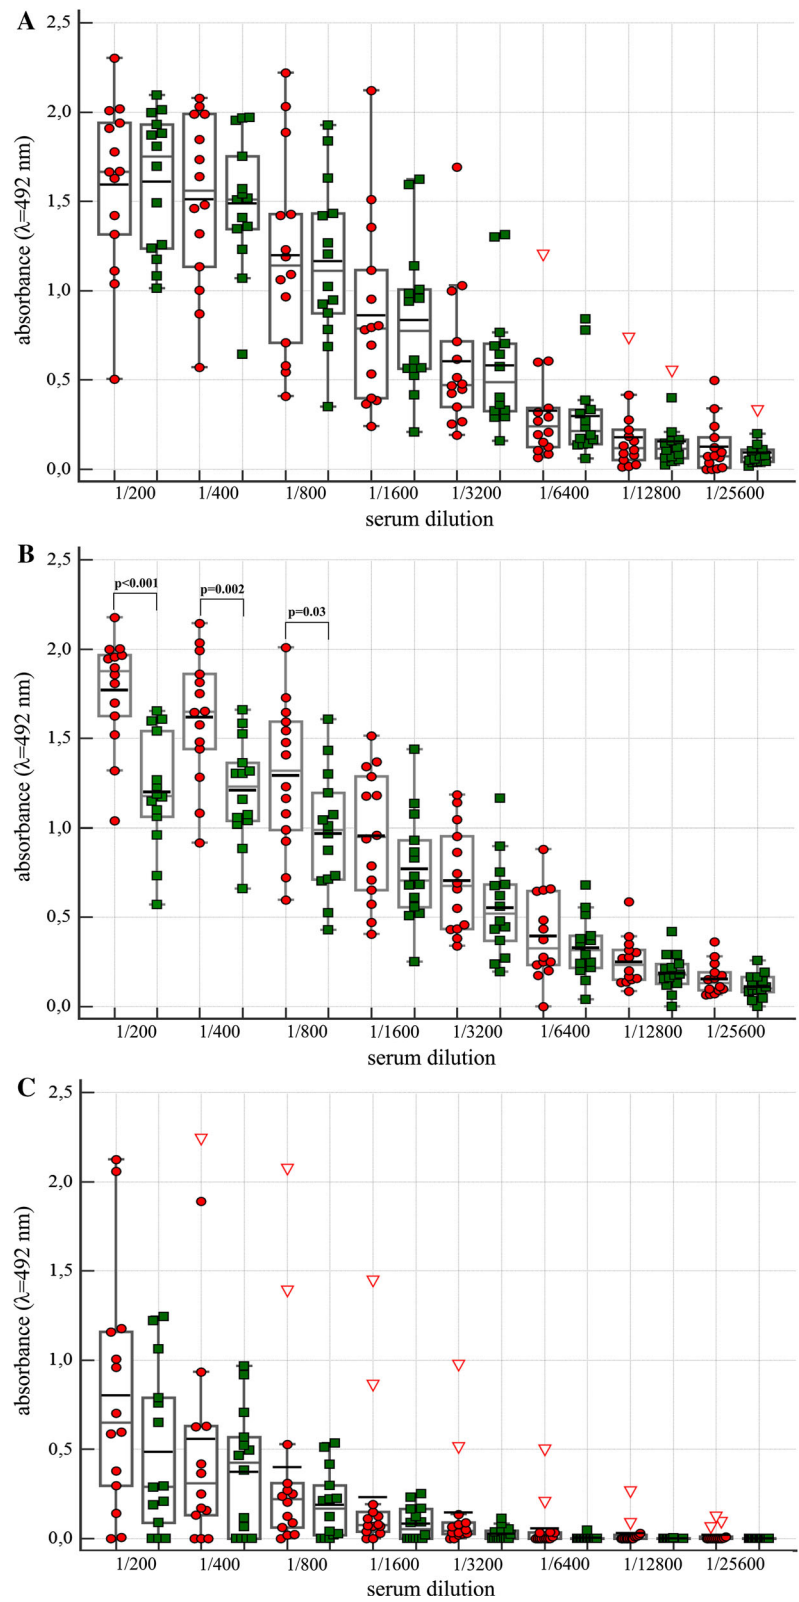 A
2,5
2,0
1,5
1,0
0,5
0,0
absorbance (λ=492 nm)
1/200 1/400 1/800 1/1600 1/3200 1/6400 1/12800 1/25600
serum dilution
B
2,5
2,0
1,5
1,0
0,5
0,0
absorbance (λ=492 nm)
p<0.001
p=0.002
p=0.03
1/200 1/400 1/800 1/1600 1/3200 1/6400 1/12800 1/25600
serum dilution
C
2,5
2,0
1,5
1,0
0,5
0,0
absorbance (λ=492 nm)
1/200 1/400 1/800 1/1600 1/3200 1/6400 1/12800 1/25600
serum dilution